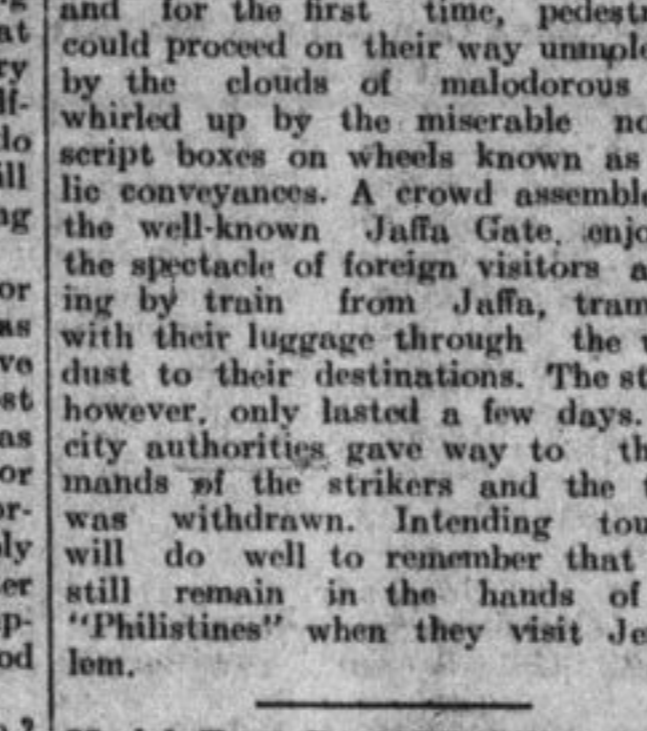 and for the first time, pedestr
could proceed on their way unmole
by the clouds of malodorous
whirled up by the miserable no
script boxes on wheels known as
lic conveyances. A crowd assemble
the well-known Jaffa Gate, enjo
the spectacle of foreign visitors a
ing by train from Jaffa, tram
with their luggage through the
dust to their destinations. The st
however, only lasted a few days.
city authorities gave way to th
mands of the strikers and the
was withdrawn. Intending tou
will do well to remember that
still remain in the hands of
"Philistines" when they visit Je
lem.